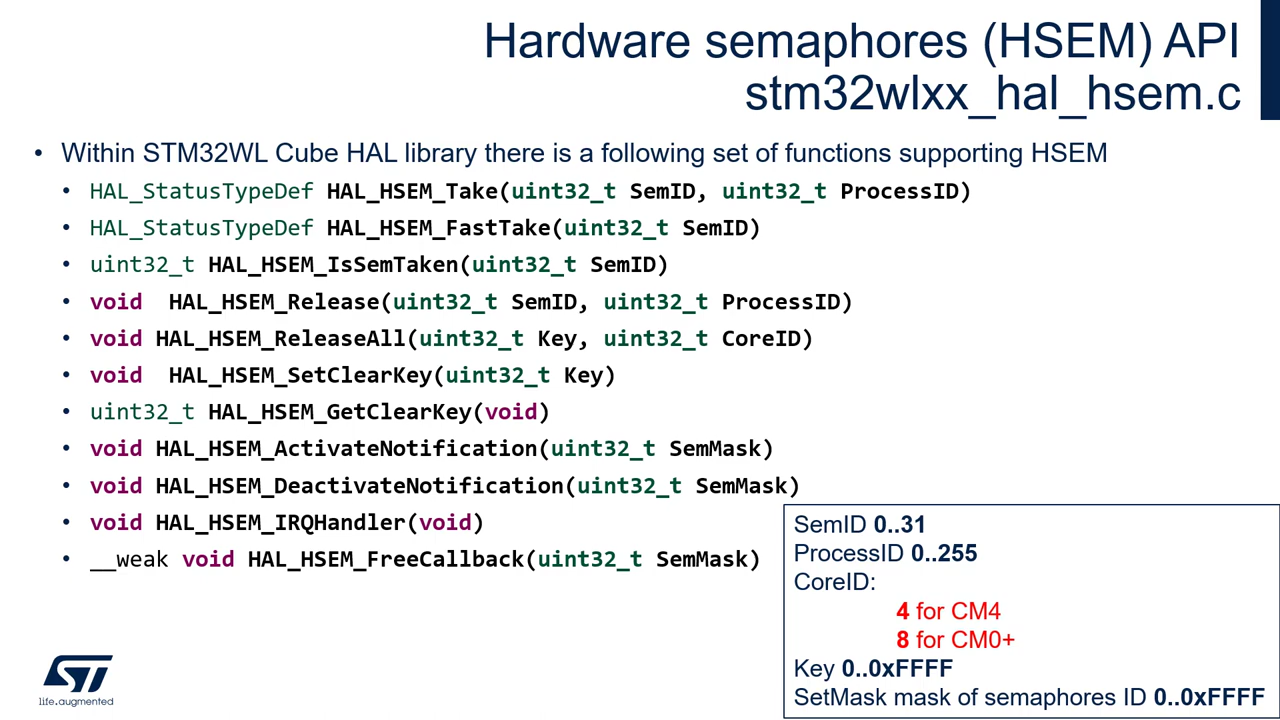 Hardware semaphores (HSEM) API
stm32wlxx_hal_hsem.c
• Within STM32WL Cube HAL library there is a following set of functions supporting HSEM
• HAL_StatusTypeDef HAL_HSEM_Take(uint32_t SemID, uint32_t ProcessID)
• HAL_StatusTypeDef HAL_HSEM_FastTake(uint32_t SemID)
• uint32_t HAL_HSEM_IsSemTaken(uint32_t SemID)
• void HAL_HSEM_Release(uint32_t SemID, uint32_t ProcessID)
• void HAL_HSEM_ReleaseAll(uint32_t Key, uint32_t CoreID)
• void HAL_HSEM_SetClearKey(uint32_t Key)
• uint32_t HAL_HSEM_GetClearKey(void)
• void HAL_HSEM_ActivateNotification(uint32_t SemMask)
• void HAL_HSEM_DeactivateNotification(uint32_t SemMask)
• void HAL_HSEM_IRQHandler(void)
• __weak void HAL_HSEM_FreeCallback(uint32_t SemMask)
SemID 0..31
ProcessID 0..255
CoreID:
4 for CM4
8 for CM0+
Key 0..0xFFFF
SetMask mask of semaphores ID 0..0xFFFF
ST
life.augmented